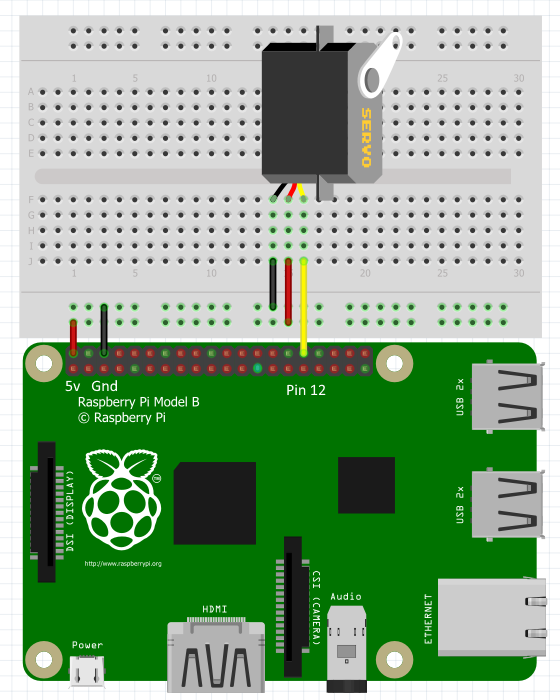 1 5 10 25 30
A
B
C
D
E
SERVO
F
G
H
I
J
1 5 10 20 30
5v Gnd
Pin 12
Raspberry Pi Model B
© Raspberry Pi
USB 2x
TM
DSI (DISPLAY)
USB 2x
http://www.raspberrypi.org
CSI (CAMERA)
Audio
HDMI
ETHERNET
Power